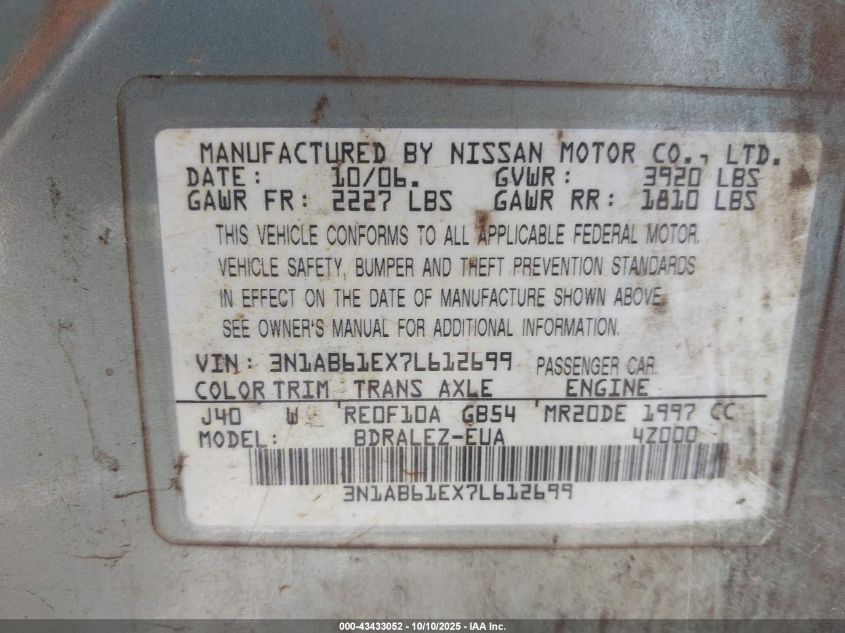 MANUFACTURED BY NISSAN MOTOR CO., LTD.
DATE: 10/06. GVWR: 3920 LBS
GAWR FR: 2227 LBS GAWR RR: 1810 LBS
THIS VEHICLE CONFORMS TO ALL APPLICABLE FEDERAL MOTOR
VEHICLE SAFETY, BUMPER AND THEFT PREVENTION STANDARDS
IN EFFECT ON THE DATE OF MANUFACTURE SHOWN ABOVE.
SEE OWNER'S MANUAL FOR ADDITIONAL INFORMATION.
VIN: 3N1AB61EX7L612699 PASSENGER CAR
COLOR TRIM TRANS AXLE ENGINE
J40 W RE0F10A GB54 MR20DE 1997 CC
MODEL: BDRALEZ-EUA 4Z000
3N1AB61EX7L612699
000-43433052 - 10/10/2025 - IAA Inc.